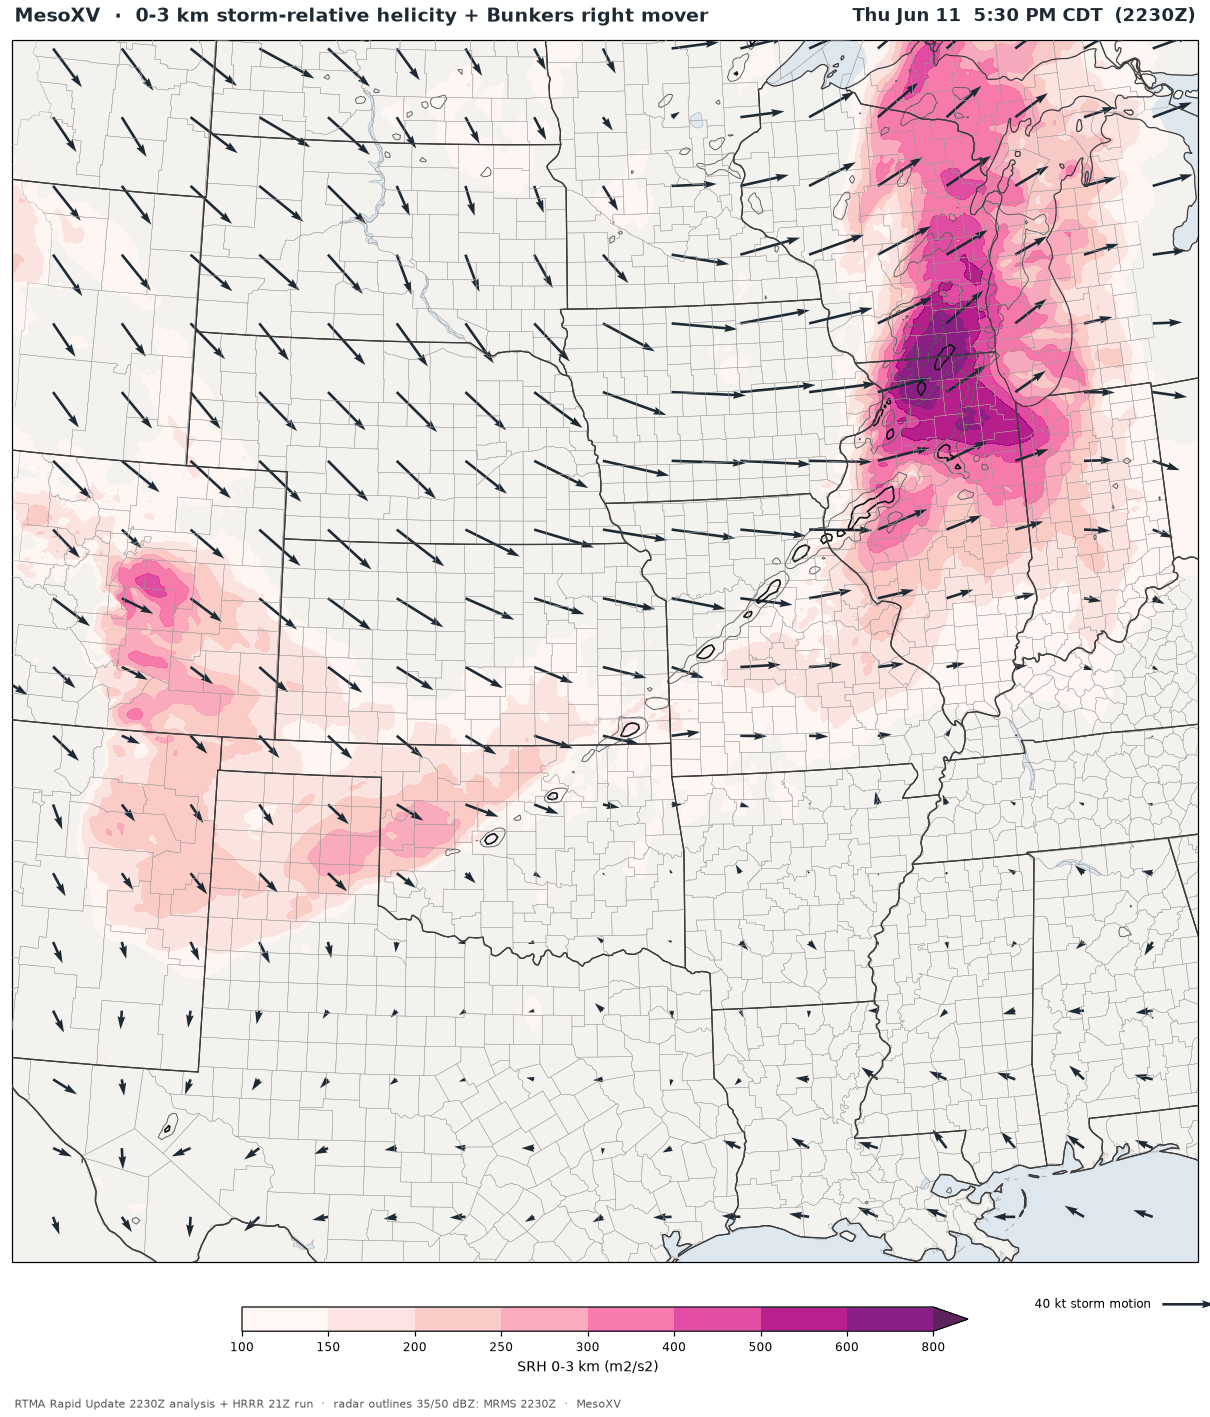 MesoXV · 0-3 km storm-relative helicity + Bunkers right mover
Thu Jun 11 5:30 PM CDT (2230Z)
40 kt storm motion
100 150 200 250 300 400 500 600 800
SRH 0-3 km (m2/s2)
RTMA Rapid Update 2230Z analysis + HRRR 21Z run · radar outlines 35/50 dBZ: MRMS 2230Z · MesoXV